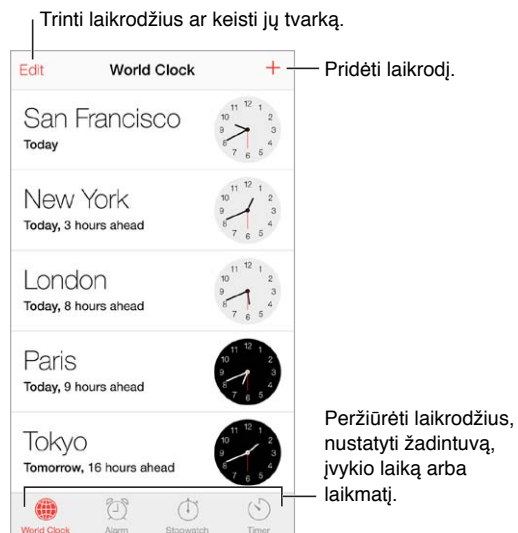 Trinti laikrodžius ar keisti jų tvarką.
Edit World Clock +
Pridėti laikrodį.
San Francisco
Today
New York
Today, 3 hours ahead
London
Today, 8 hours ahead
Paris
Today, 9 hours ahead
Tokyo
Tomorrow, 16 hours ahead
Peržiūrėti laikrodžius,
nustatyti žadintuvą,
įvykio laiką arba
laikmatį.
World Clock Alarm Stopwatch Timer